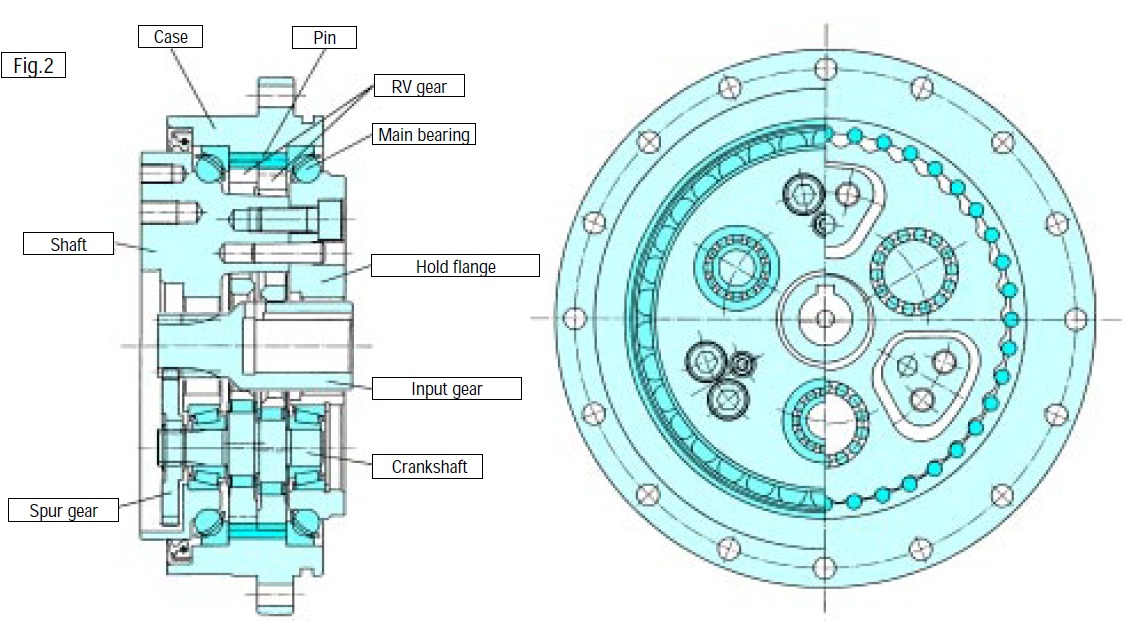 Case
Pin
Fig.2
RV gear
Main bearing
Shaft
Hold flange
Input gear
Crankshaft
Spur gear